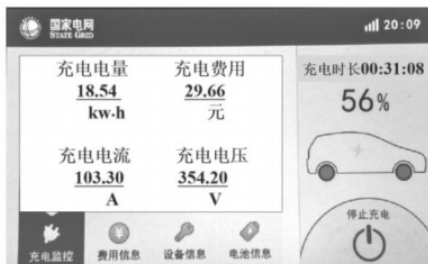 国家电网
STATE GRID
20:09
充电电量
18.54
kw·h
充电费用
29.66
元
充电电流
103.30
A
充电电压
354.20
V
充电时长00:31:08
56%
停止充电
充电监控
费用信息
设备信息
电池信息